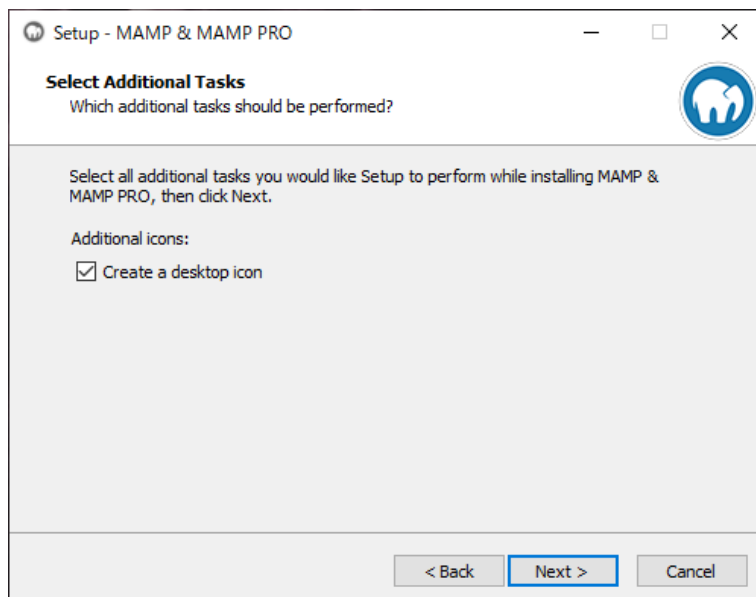 Setup - MAMP & MAMP PRO
Select Additional Tasks
Which additional tasks should be performed?
Select all additional tasks you would like Setup to perform while installing MAMP &
MAMP PRO, then click Next.
Additional icons:
Create a desktop icon
< Back
Next >
Cancel